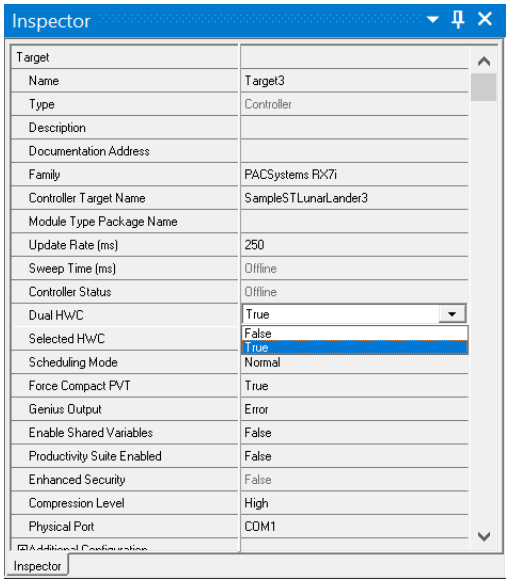 Inspector
Target
Name Target3
Type Controller
Description
Documentation Address
Family PACSystems RX7i
Controller Target Name SampleSTLunarLander3
Module Type Package Name
Update Rate (ms) 250
Sweep Time (ms) Offline
Controller Status Offline
Dual HWC True
False
Selected HWC True
Scheduling Mode Normal
Force Compact PVT True
Genius Output Error
Enable Shared Variables False
Productivity Suite Enabled False
Enhanced Security False
Compression Level High
Physical Port COM1
Additional Configuration
Inspector